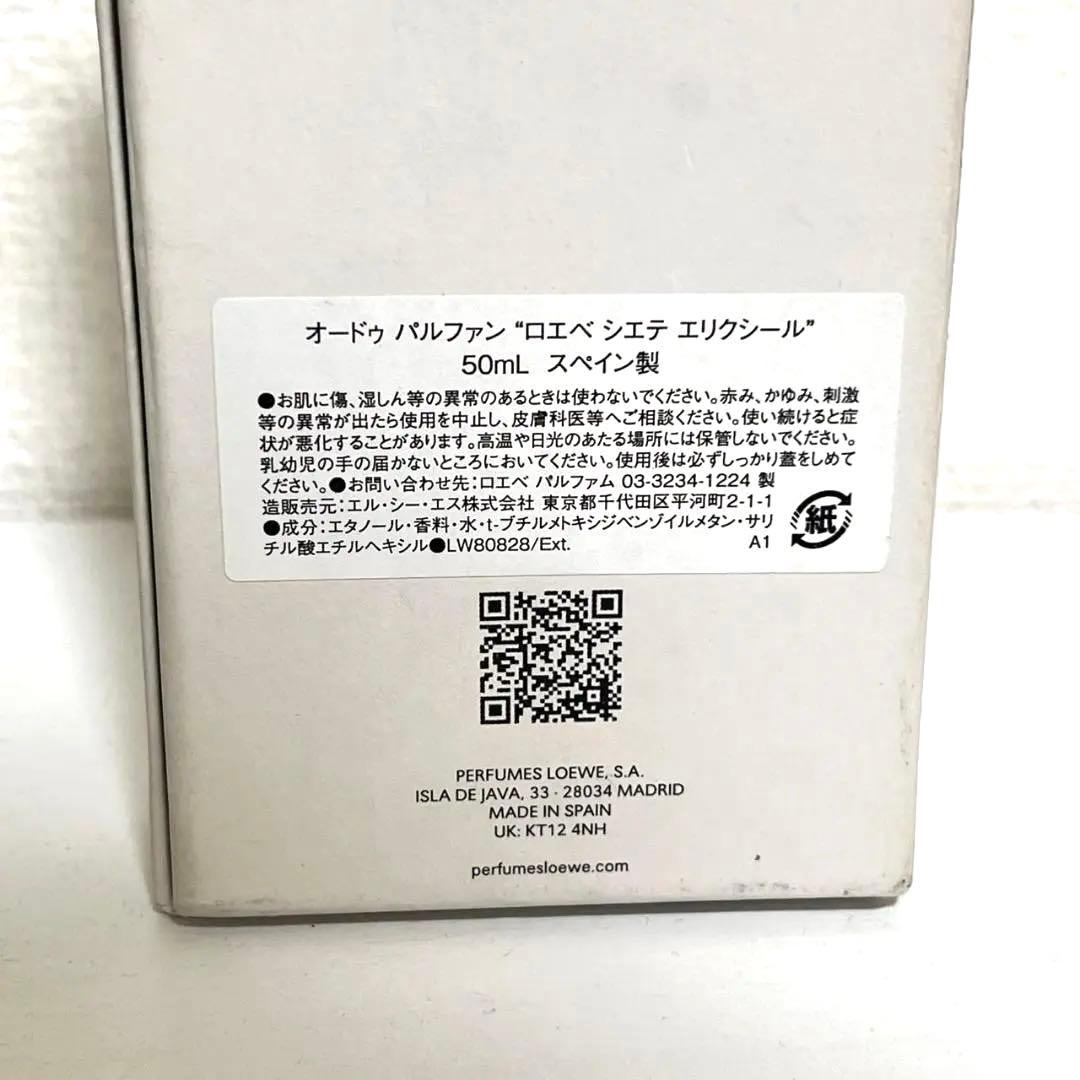 オードゥ パルファン “ロエベ シエテ エリクシール”
50mL スペイン製
●お肌に傷、湿しん等の異常のあるときは使わないでください。赤み、かゆみ、刺激
等の異常が出たら使用を中止し、皮膚科医等へご相談ください。使い続けると症
状が悪化することがあります。高温や日光のあたる場所には保管しないでください。
乳幼児の手の届かないところにおいてください。使用後は必ずしっかり蓋をしめて
ください。●お問い合わせ先：ロエベ パルファム 03-3234-1224 製
造販売元：エル・シー・エス株式会社 東京都千代田区平河町2-1-1
●成分：エタノール・香料・水・t-ブチルメトキシジベンゾイルメタン・サリ
チル酸エチルヘキシル●LW80828/Ext. A1
紙
PERFUMES LOEWE, S.A.
ISLA DE JAVA, 33 · 28034 MADRID
MADE IN SPAIN
UK: KT12 4NH
perfumesloewe.com